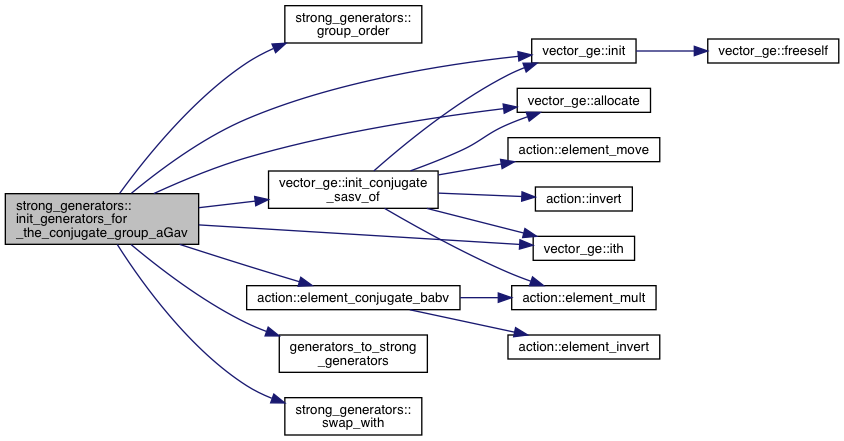 strong_generators::
group_order
vector_ge::init
vector_ge::freeself
vector_ge::allocate
action::element_move
vector_ge::init_conjugate
_sasv_of
action::invert
strong_generators::
init_generators_for
_the_conjugate_group_aGav
vector_ge::ith
action::element_conjugate_babv
action::element_mult
generators_to_strong
_generators
action::element_invert
strong_generators::
swap_with